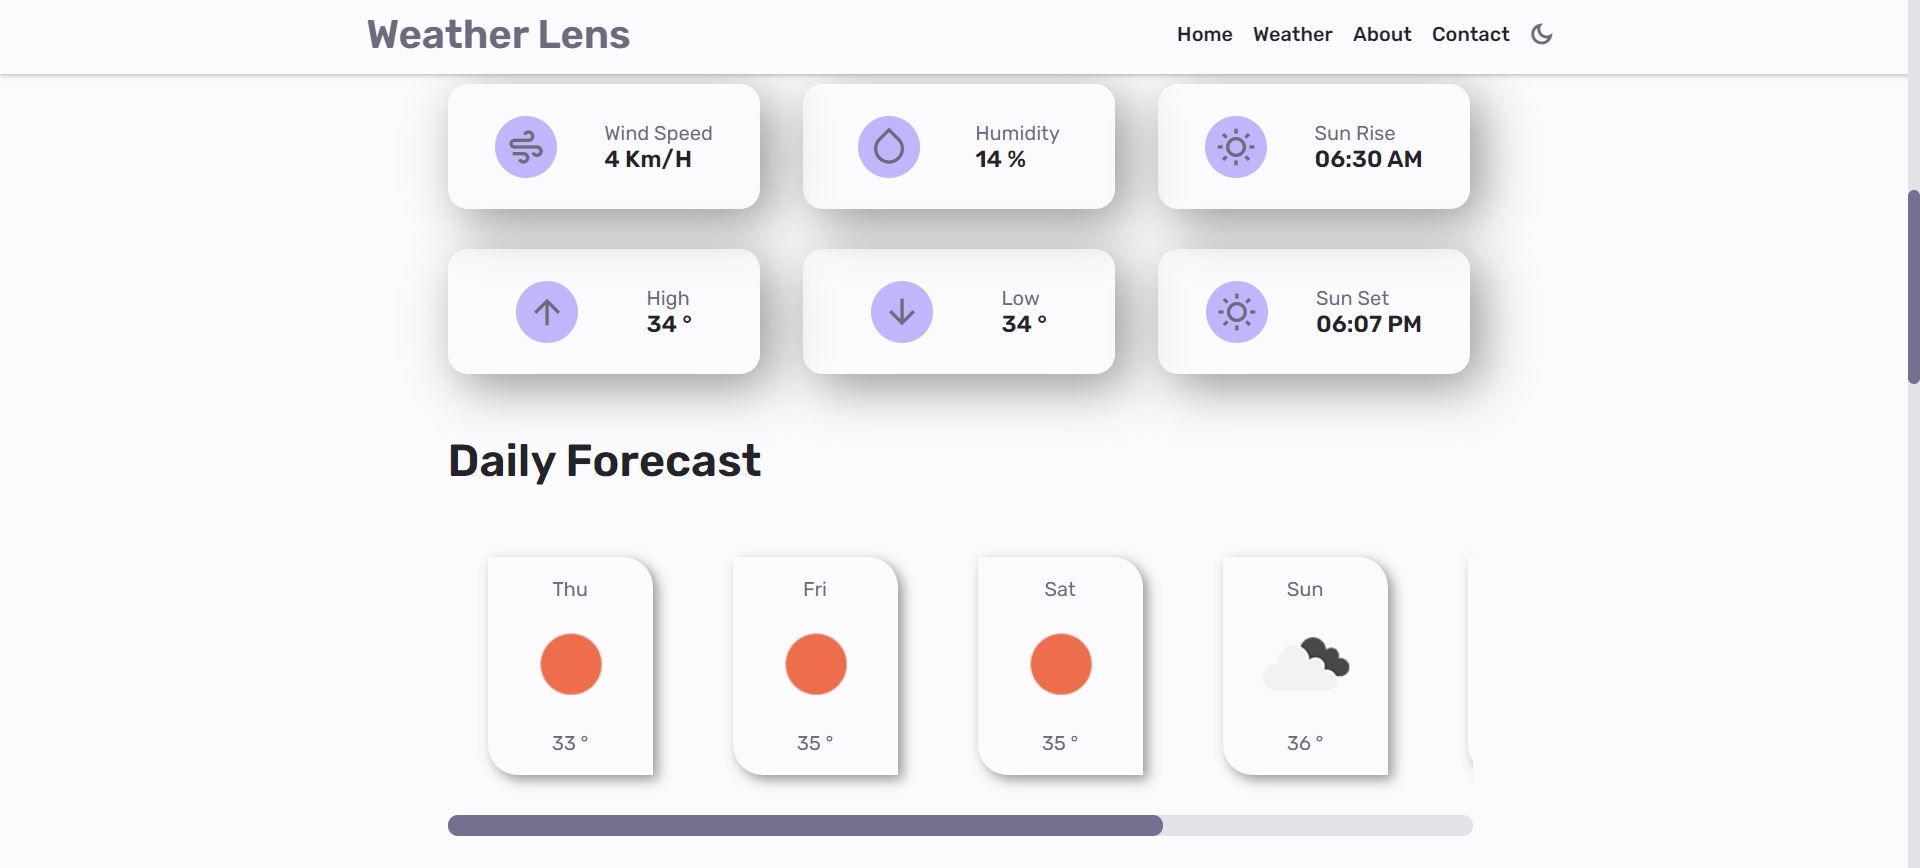 Weather Lens
Home Weather About Contact
Wind Speed
4 Km/H
Humidity
14 %
Sun Rise
06:30 AM
High
34 °
Low
34 °
Sun Set
06:07 PM
Daily Forecast
Thu
33 °
Fri
35 °
Sat
35 °
Sun
36 °